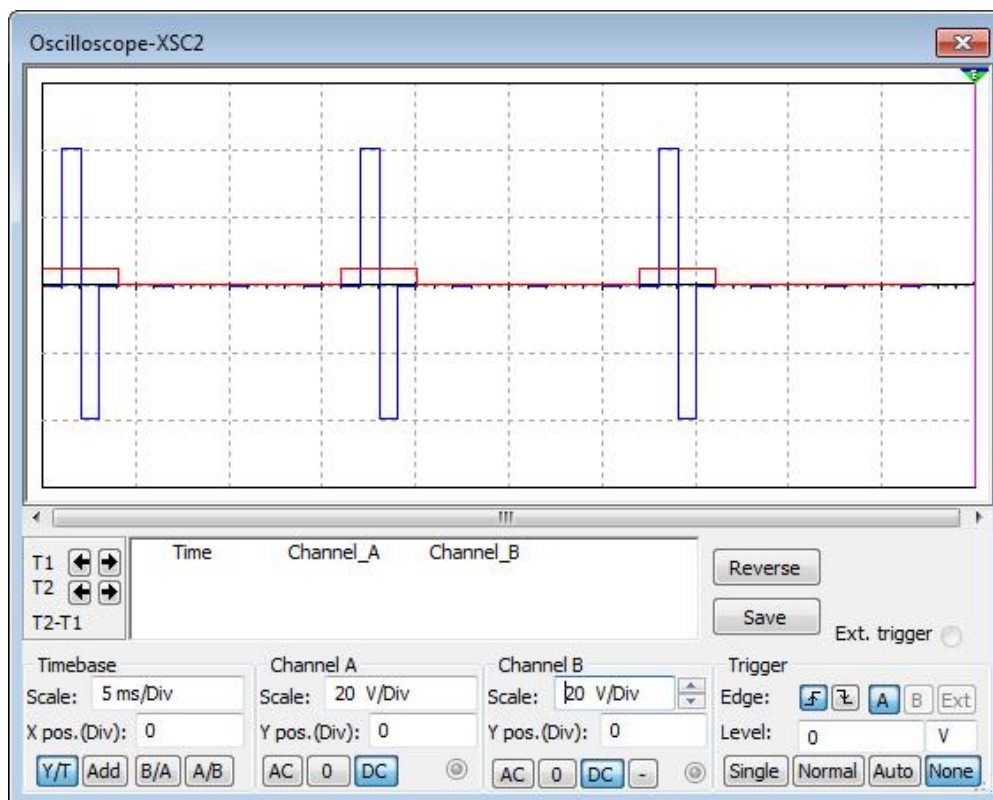 Oscilloscope-XSC2
Time Channel_A Channel_B
T1
T2
T2-T1
Reverse
Save
Ext. trigger
Timebase
Scale: 5 ms/Div
X pos.(Div): 0
Y/T Add B/A A/B
Channel A
Scale: 20 V/Div
Y pos.(Div): 0
AC 0 DC
Channel B
Scale: 20 V/Div
Y pos.(Div): 0
AC 0 DC -
Trigger
Edge: A B Ext
Level: 0 V
Single Normal Auto None